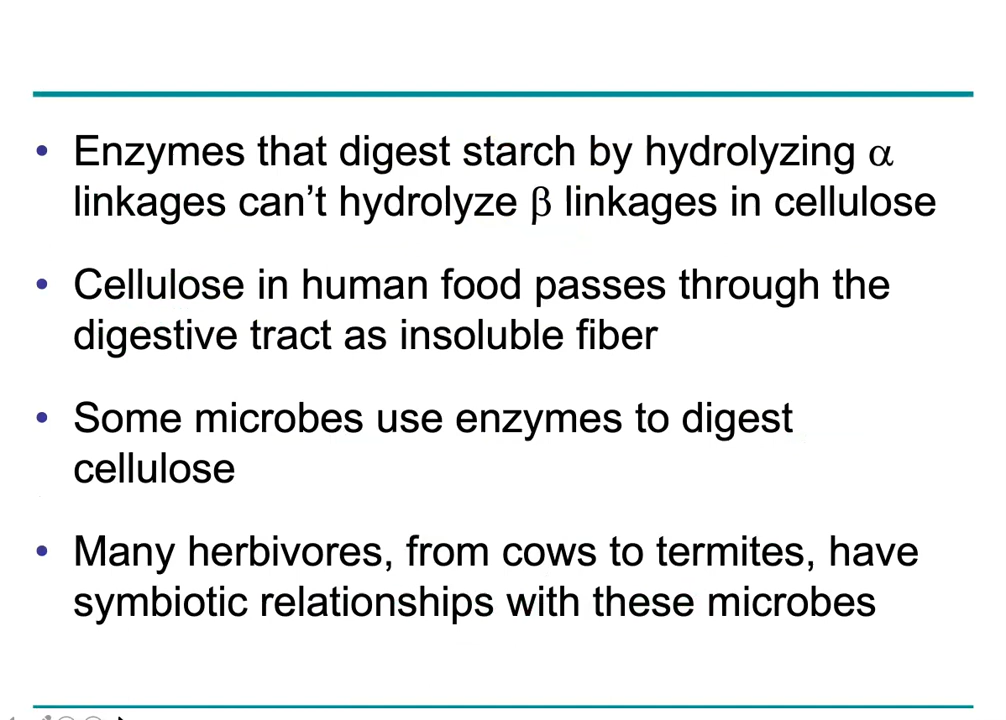 • Enzymes that digest starch by hydrolyzing α
linkages can’t hydrolyze β linkages in cellulose
• Cellulose in human food passes through the
digestive tract as insoluble fiber
• Some microbes use enzymes to digest
cellulose
• Many herbivores, from cows to termites, have
symbiotic relationships with these microbes